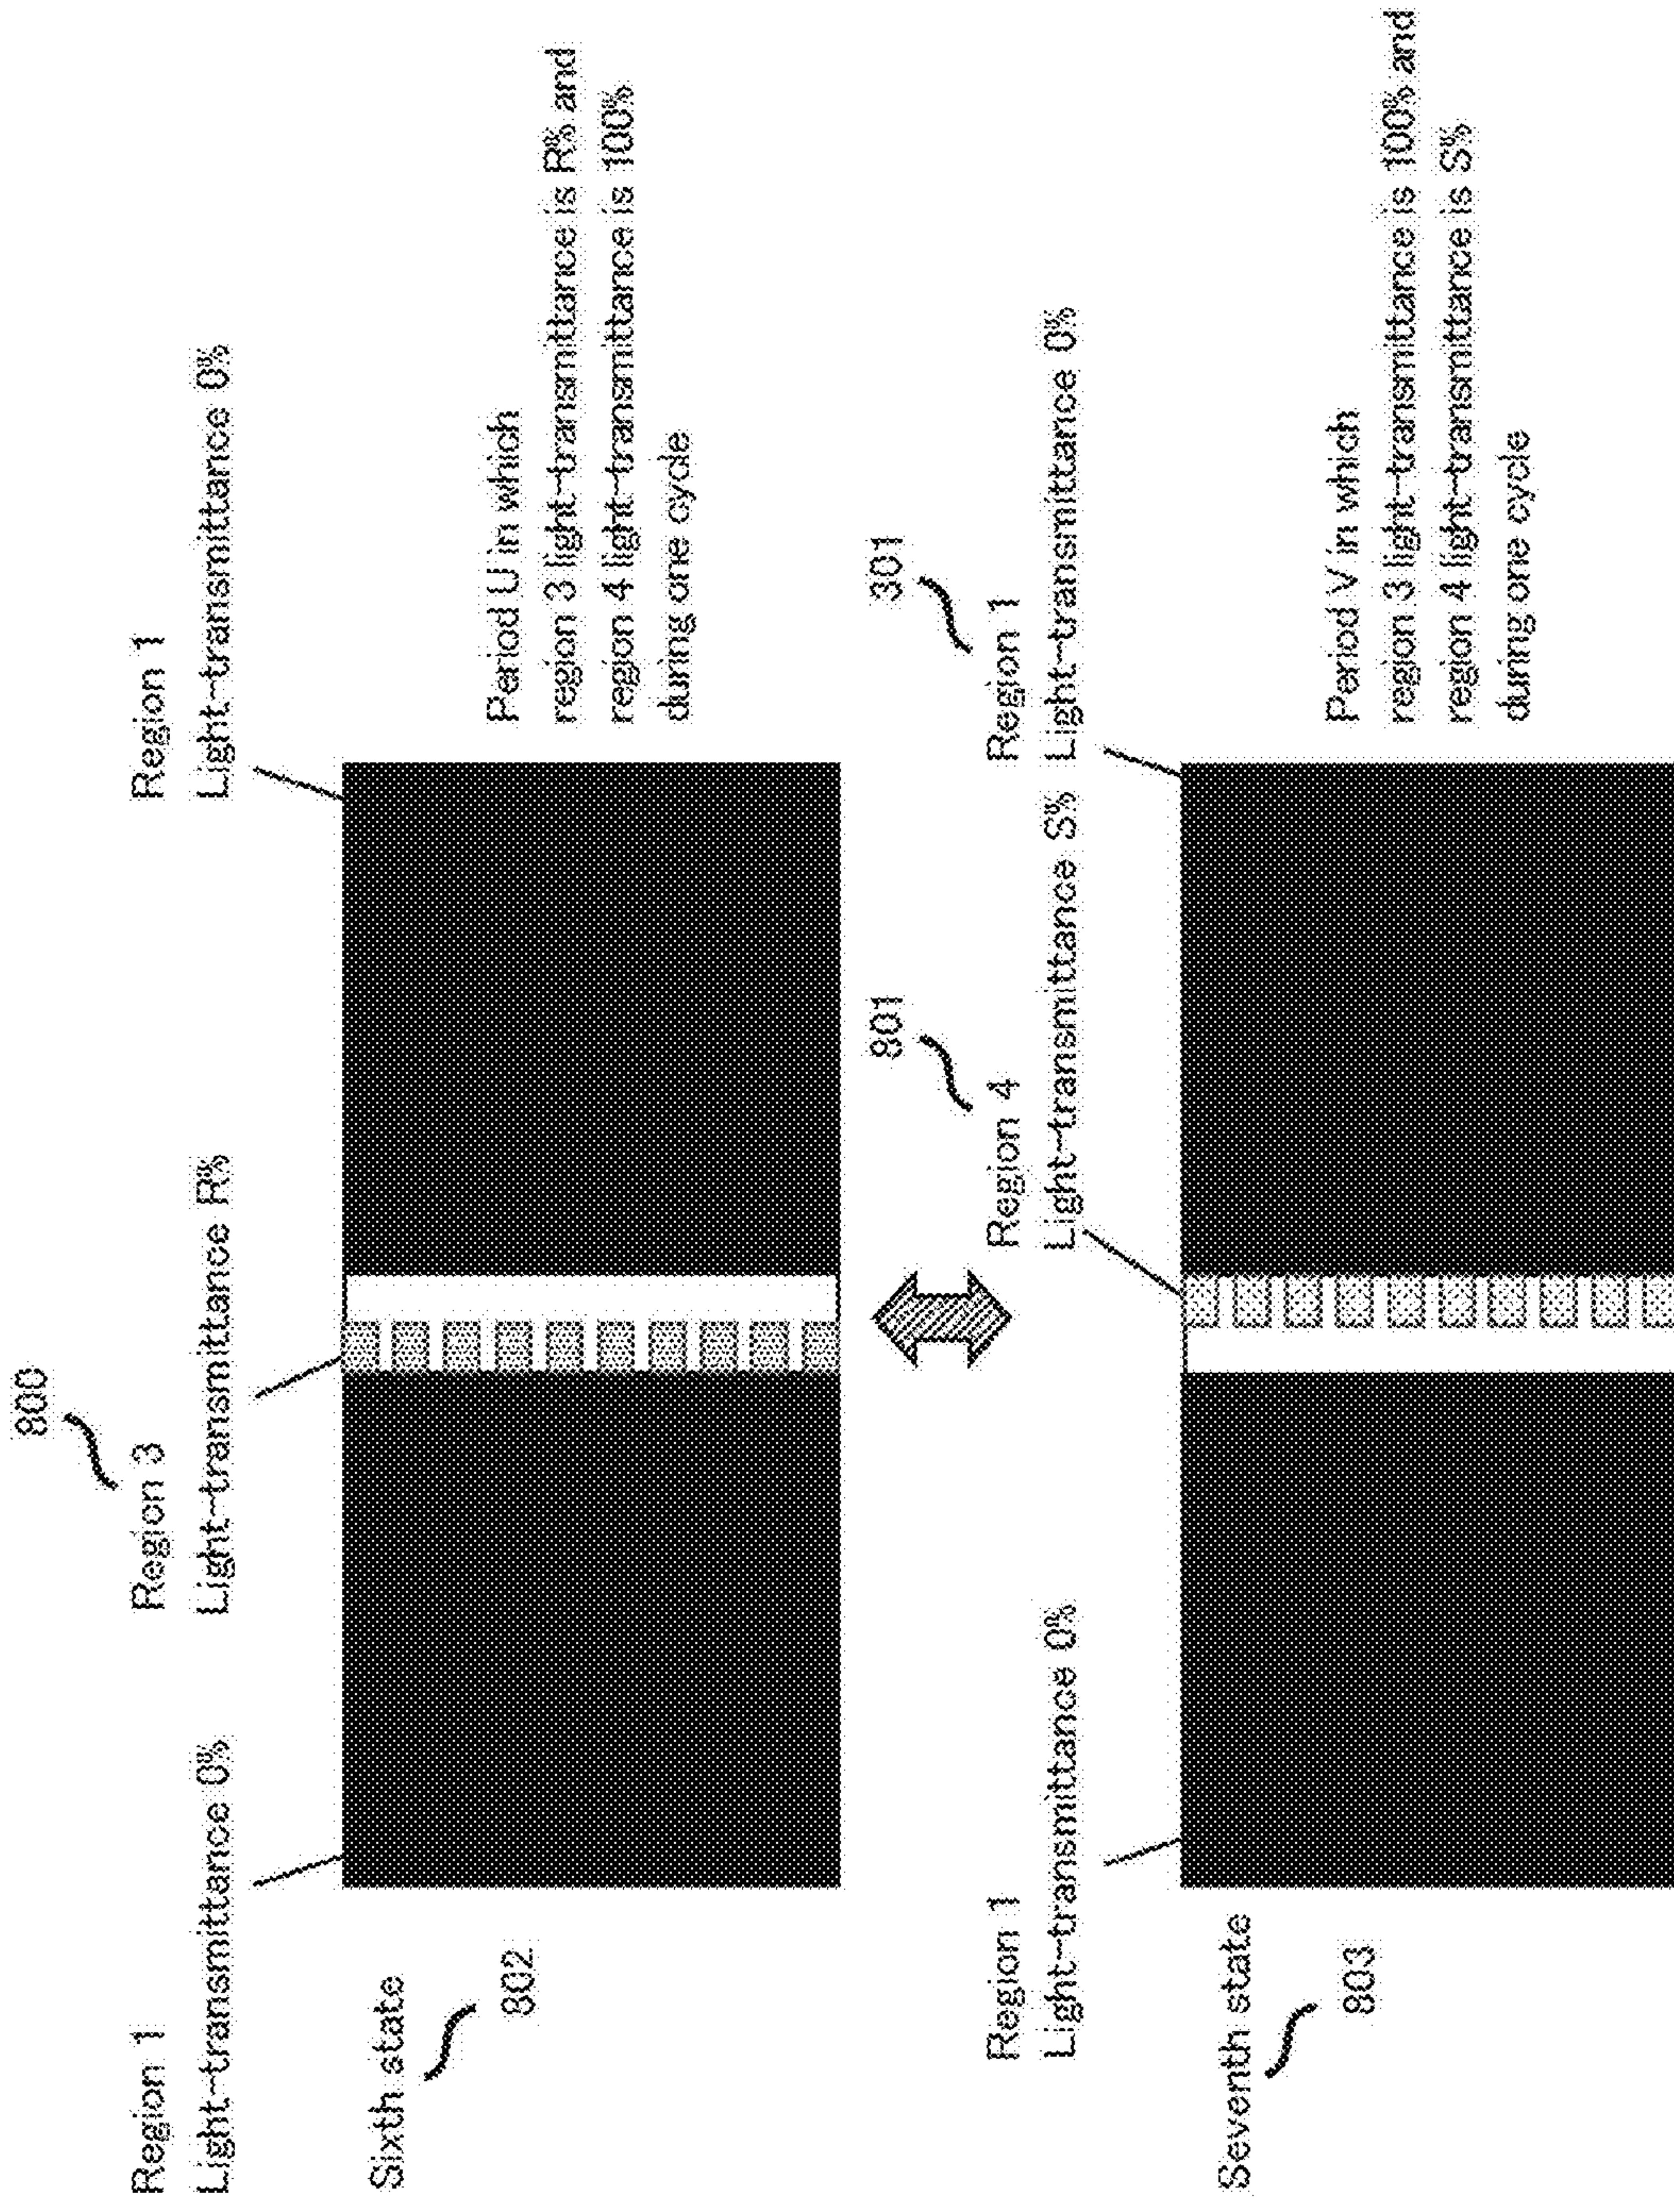 800
Region 1
Light-transmittance 0%
Region 3
Light-transmittance R%
Region 1
Light-transmittance 0%
Sixth state
802
Period U in which
region 3 light-transmittance is R% and
region 4 light-transmittance is 100%
during one cycle
801
301
Region 1
Light-transmittance 0%
Region 4
Light-transmittance S%
Region 1
Light-transmittance 0%
Seventh state
803
Period V in which
region 3 light-transmittance is 100% and
region 4 light-transmittance is S%
during one cycle